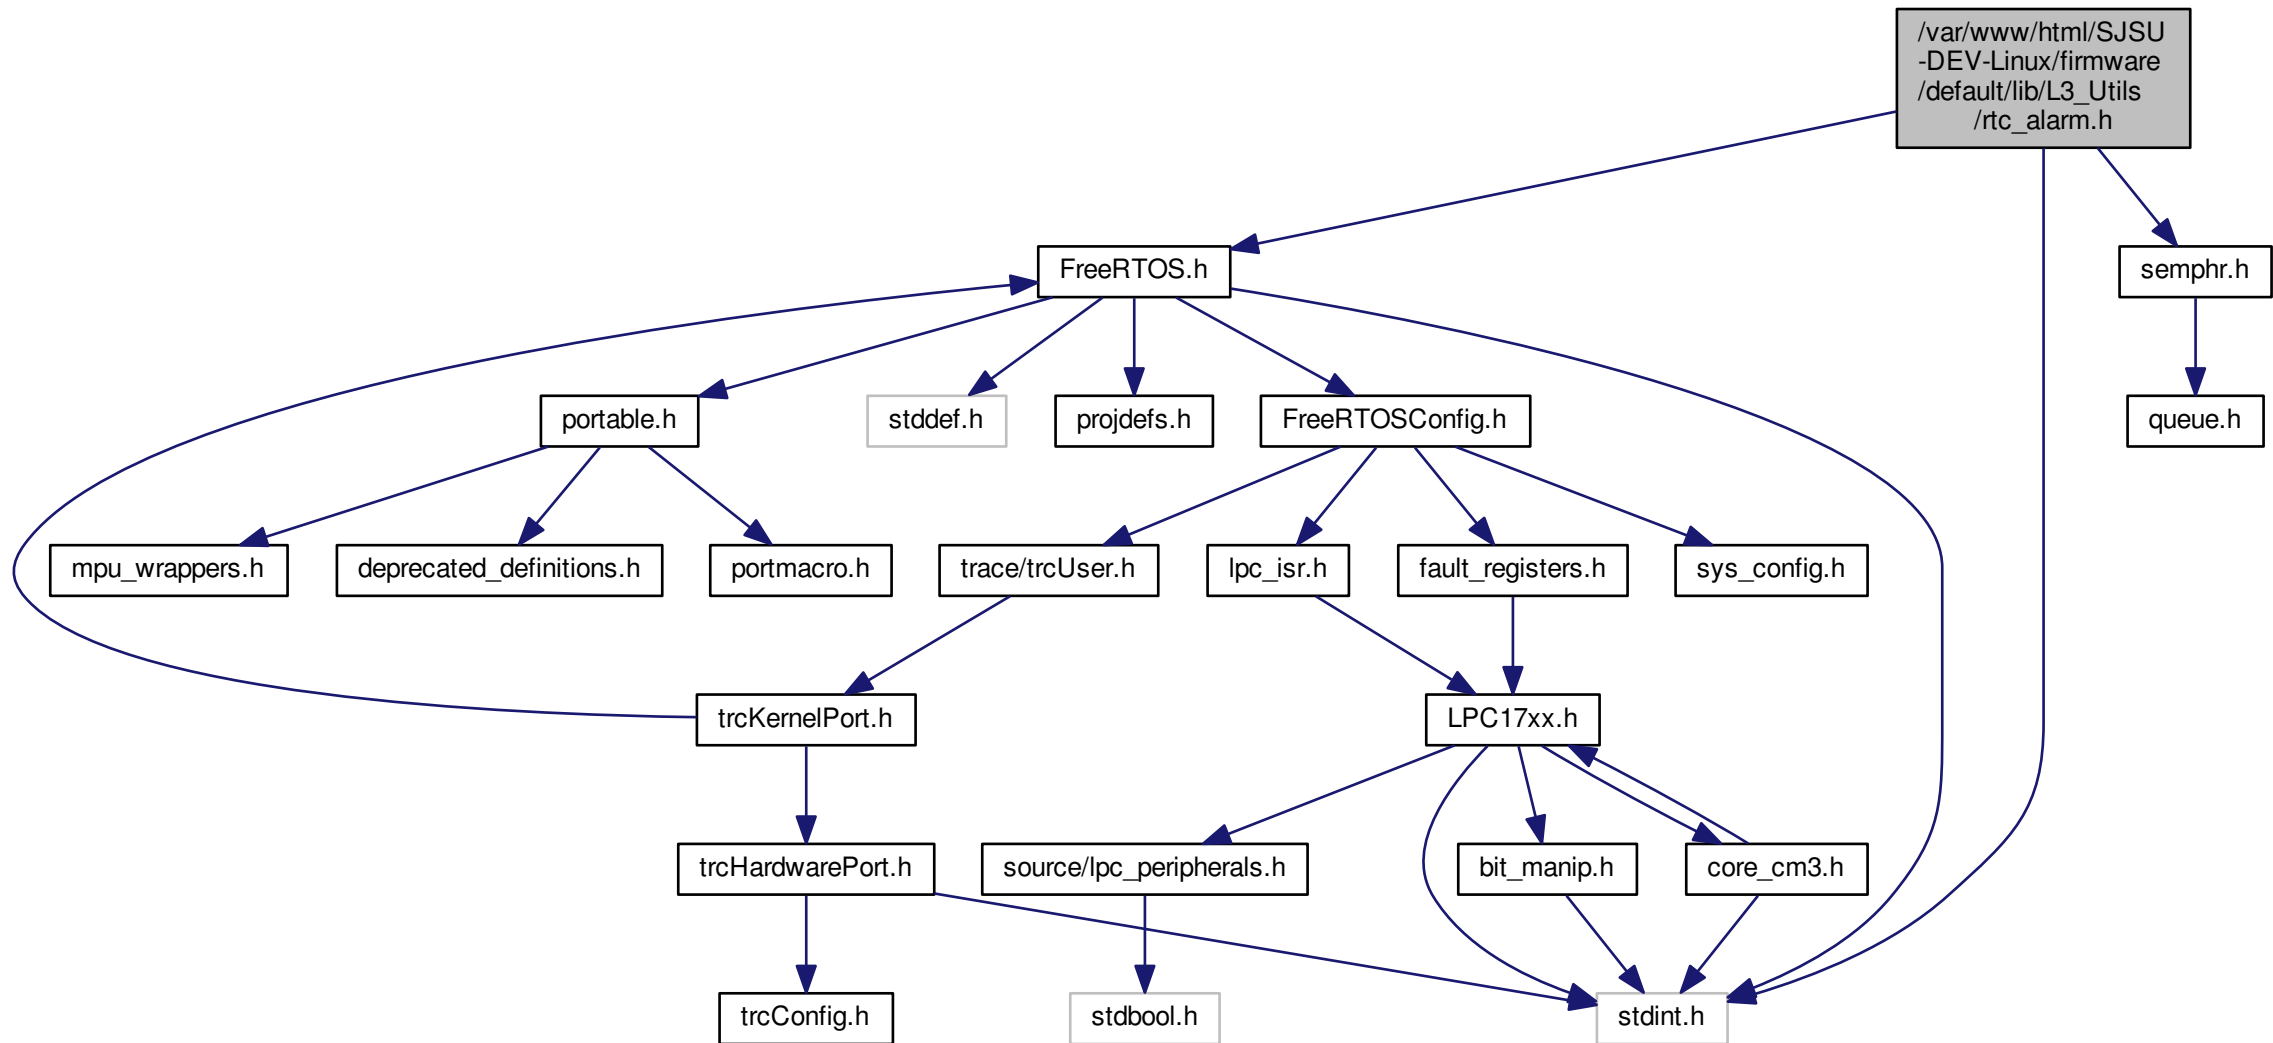 /var/www/html/SJSU
-DEV-Linux/firmware
/default/lib/L3_Utils
/rtc_alarm.h
FreeRTOS.h
semphr.h
portable.h
stddef.h
projdefs.h
FreeRTOSConfig.h
queue.h
mpu_wrappers.h
deprecated_definitions.h
portmacro.h
trace/trcUser.h
lpc_isr.h
fault_registers.h
sys_config.h
trcKernelPort.h
LPC17xx.h
trcHardwarePort.h
source/lpc_peripherals.h
bit_manip.h
core_cm3.h
trcConfig.h
stdbool.h
stdint.h